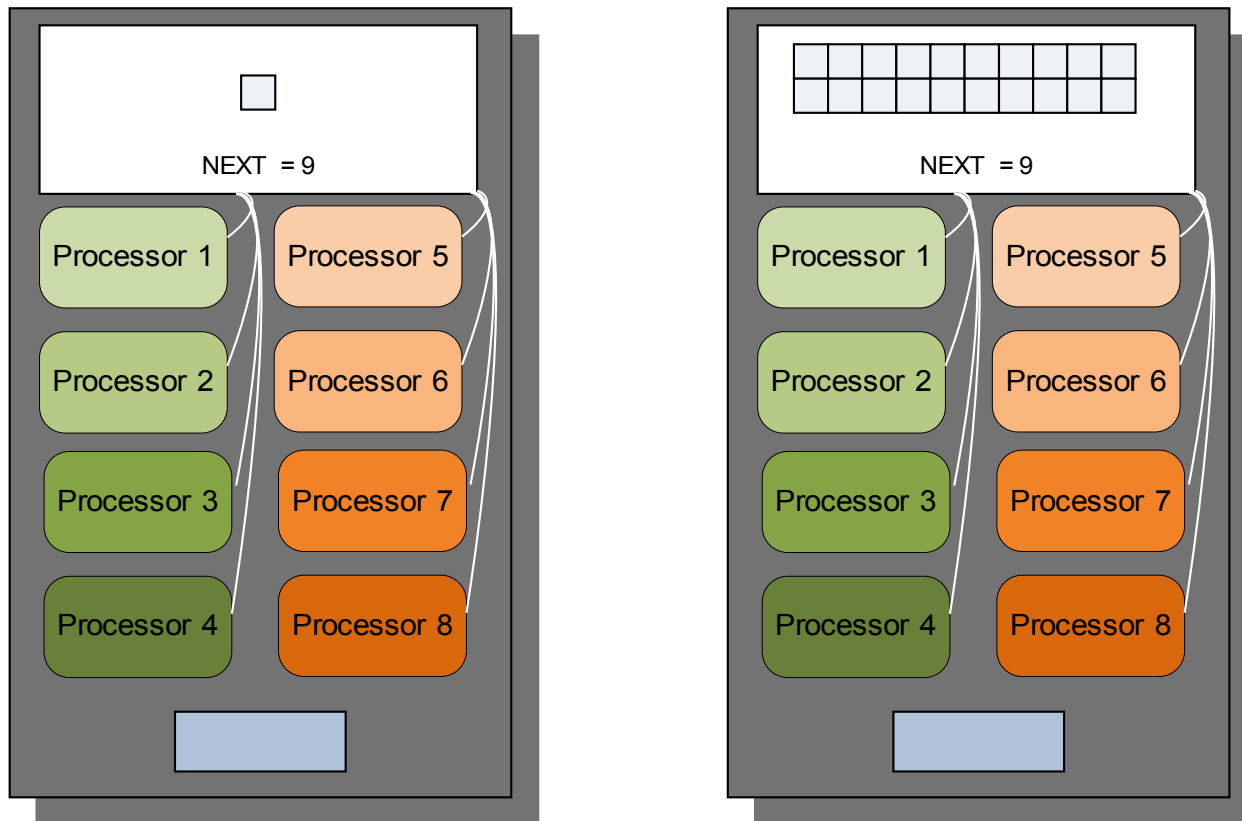 NEXT = 9
Processor 1
Processor 5
Processor 2
Processor 6
Processor 3
Processor 7
Processor 4
Processor 8
NEXT = 9
Processor 1
Processor 5
Processor 2
Processor 6
Processor 3
Processor 7
Processor 4
Processor 8